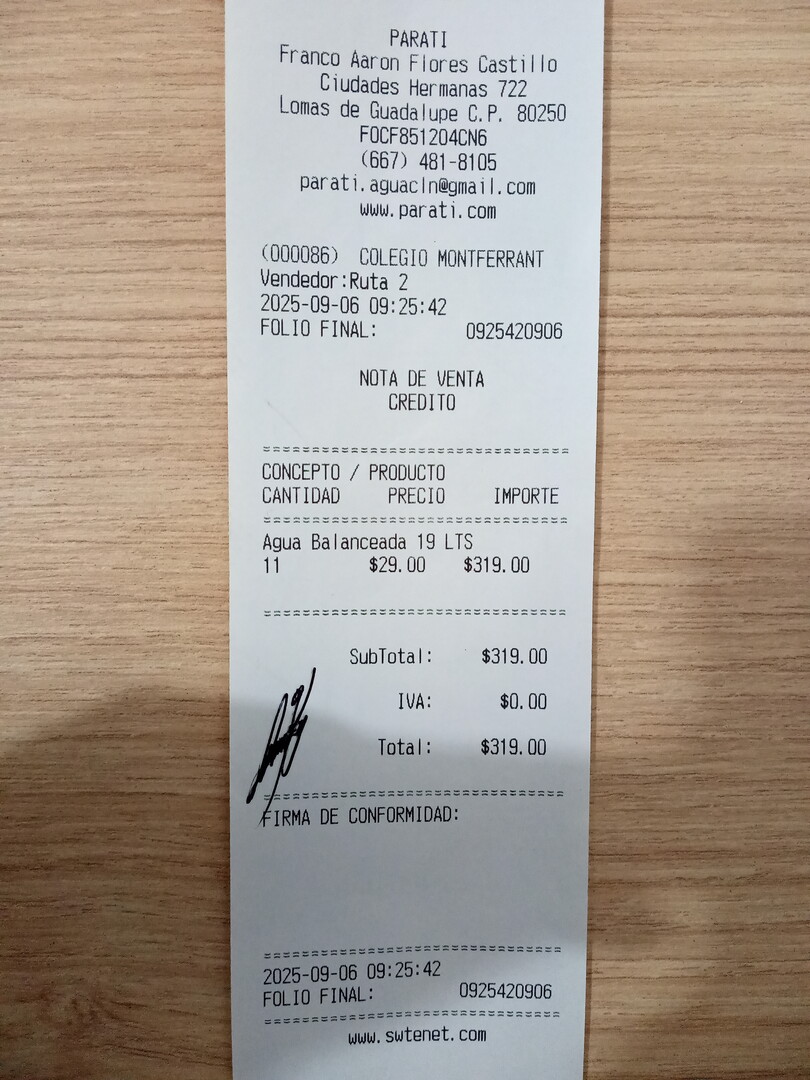 PARATI
Franco Aaron Flores Castillo
Ciudades Hermanas 722
Lomas de Guadalupe C.P. 80250
FOCF851204CN6
(667) 481-8105
parati.aguacln@gmail.com
www.parati.com
(000086) COLEGIO MONTFERRANT
Vendedor:Ruta 2
2025-09-06 09:25:42
FOLIO FINAL: 0925420906
NOTA DE VENTA
CREDITO
CONCEPTO / PRODUCTO
CANTIDAD PRECIO IMPORTE
Agua Balanceada 19 LTS
11 $29.00 $319.00
SubTotal: $319.00
IVA: $0.00
Total: $319.00
FIRMA DE CONFORMIDAD:
2025-09-06 09:25:42
FOLIO FINAL: 0925420906
www.swtenet.com